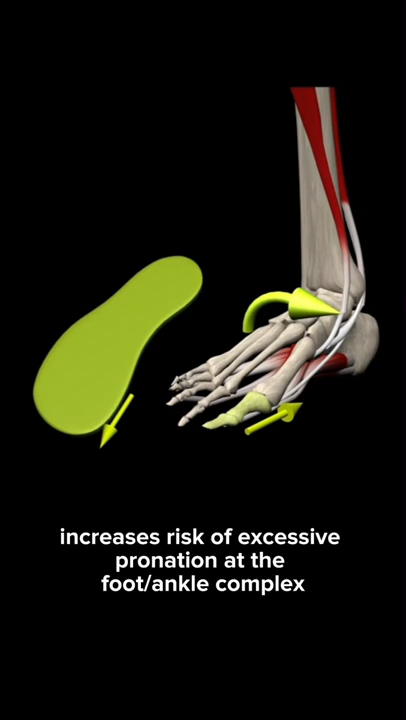 increases risk of excessive
pronation at the
foot/ankle complex